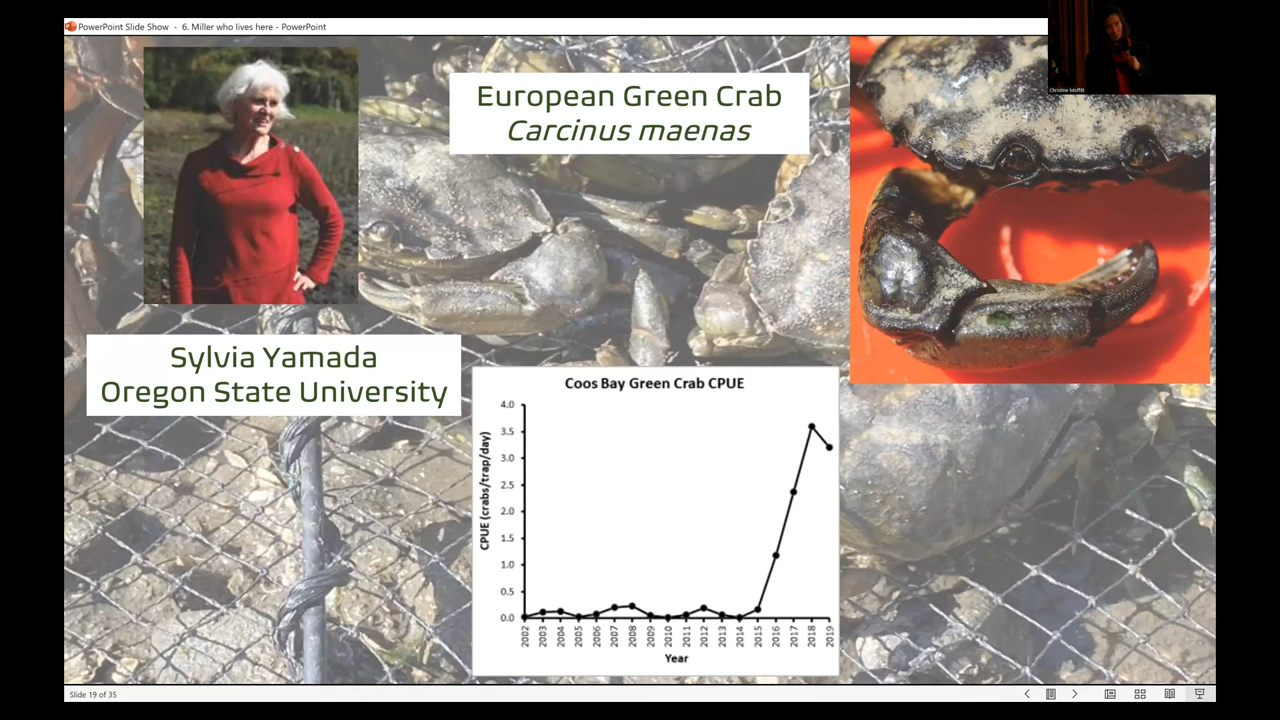 PowerPoint Slide Show - 6. Miller who lives here - PowerPoint
Christine Moffitt
European Green Crab
Carcinus maenas
Sylvia Yamada
Oregon State University
Coos Bay Green Crab CPUE
CPUE (crabs/trap/day)
4.0
3.5
3.0
2.5
2.0
1.5
1.0
0.5
0.0
2002
2003
2004
2005
2006
2007
2008
2009
2010
2011
2012
2013
2014
2015
2016
2017
2018
2019
Year
Slide 19 of 35